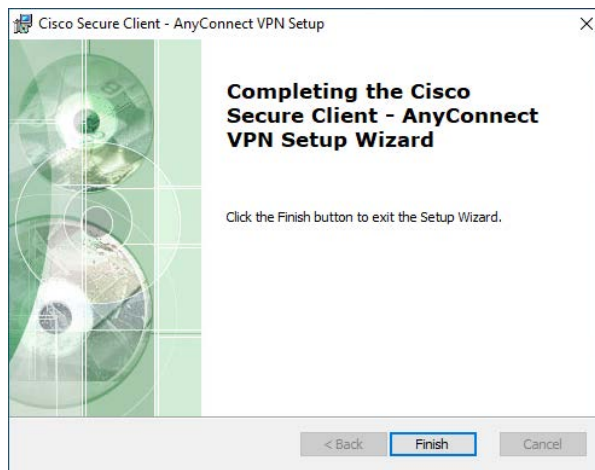 Cisco Secure Client - AnyConnect VPN Setup
Completing the Cisco
Secure Client - AnyConnect
VPN Setup Wizard
Click the Finish button to exit the Setup Wizard.
< Back Finish Cancel